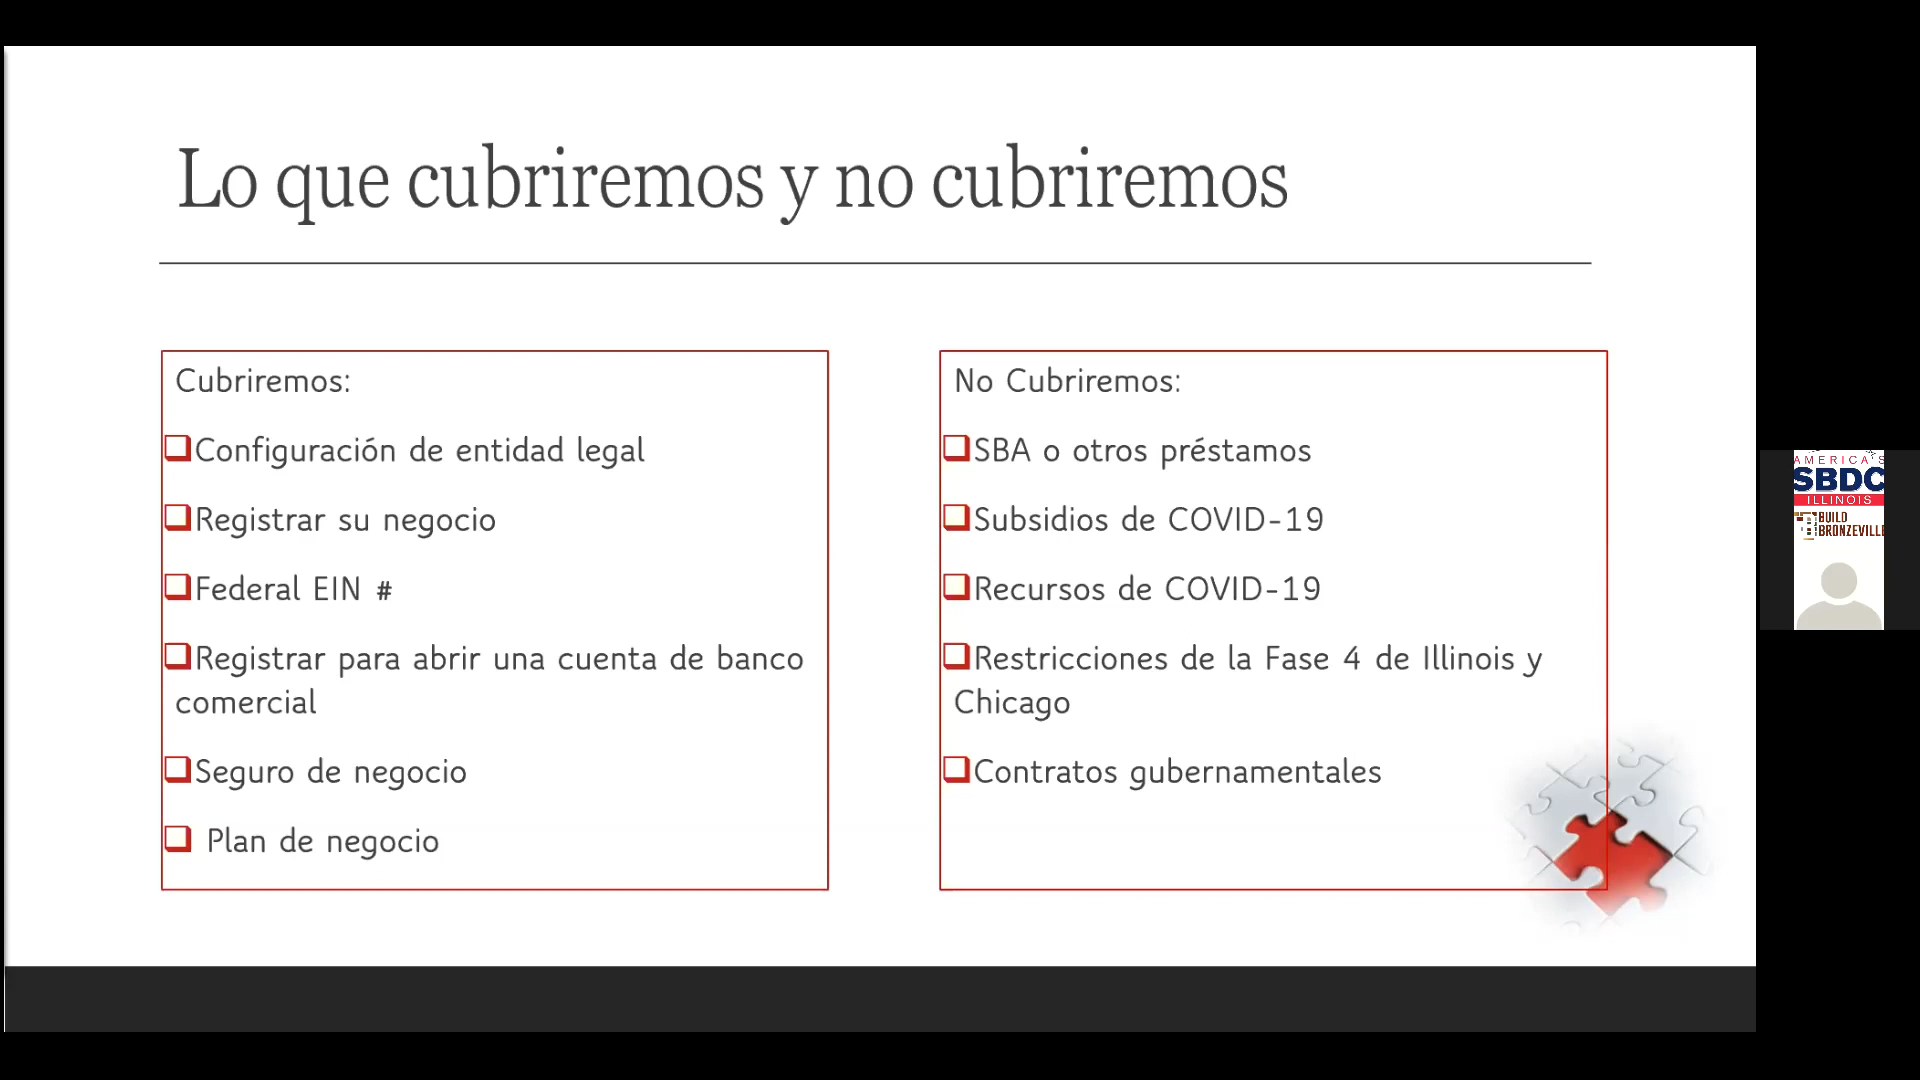 Lo que cubriremos y no cubriremos
Cubriremos:
Configuración de entidad legal
Registrar su negocio
Federal EIN #
Registrar para abrir una cuenta de banco
comercial
Seguro de negocio
Plan de negocio
No Cubriremos:
SBA o otros préstamos
Subsidios de COVID-19
Recursos de COVID-19
Restricciones de la Fase 4 de Illinois y
Chicago
Contratos gubernamentales
AMERICA'S
SBDC
ILLINOIS
BUILD
BRONZEVILLE